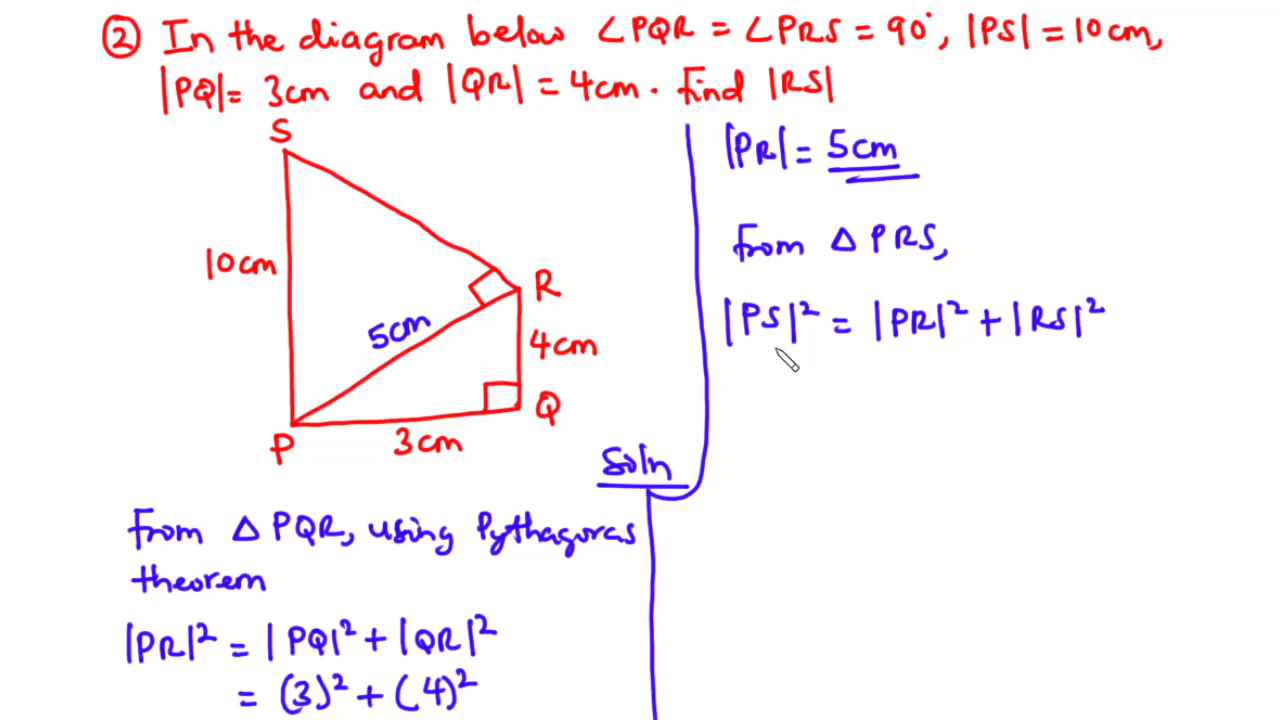 ② In the diagram below ∠PQR = ∠PRS = 90°, |PS| = 10cm,
|PQ| = 3cm and |QR| = 4cm. Find |RS|
S
10cm
R
5cm
4cm
Q
P
3cm
Soln
From Δ PQR, using Pythagoras
theorem
|PR|² = |PQ|² + |QR|²
= (3)² + (4)²
|PR| = 5cm
From Δ PRS,
|PS|² = |PR|² + |RS|²